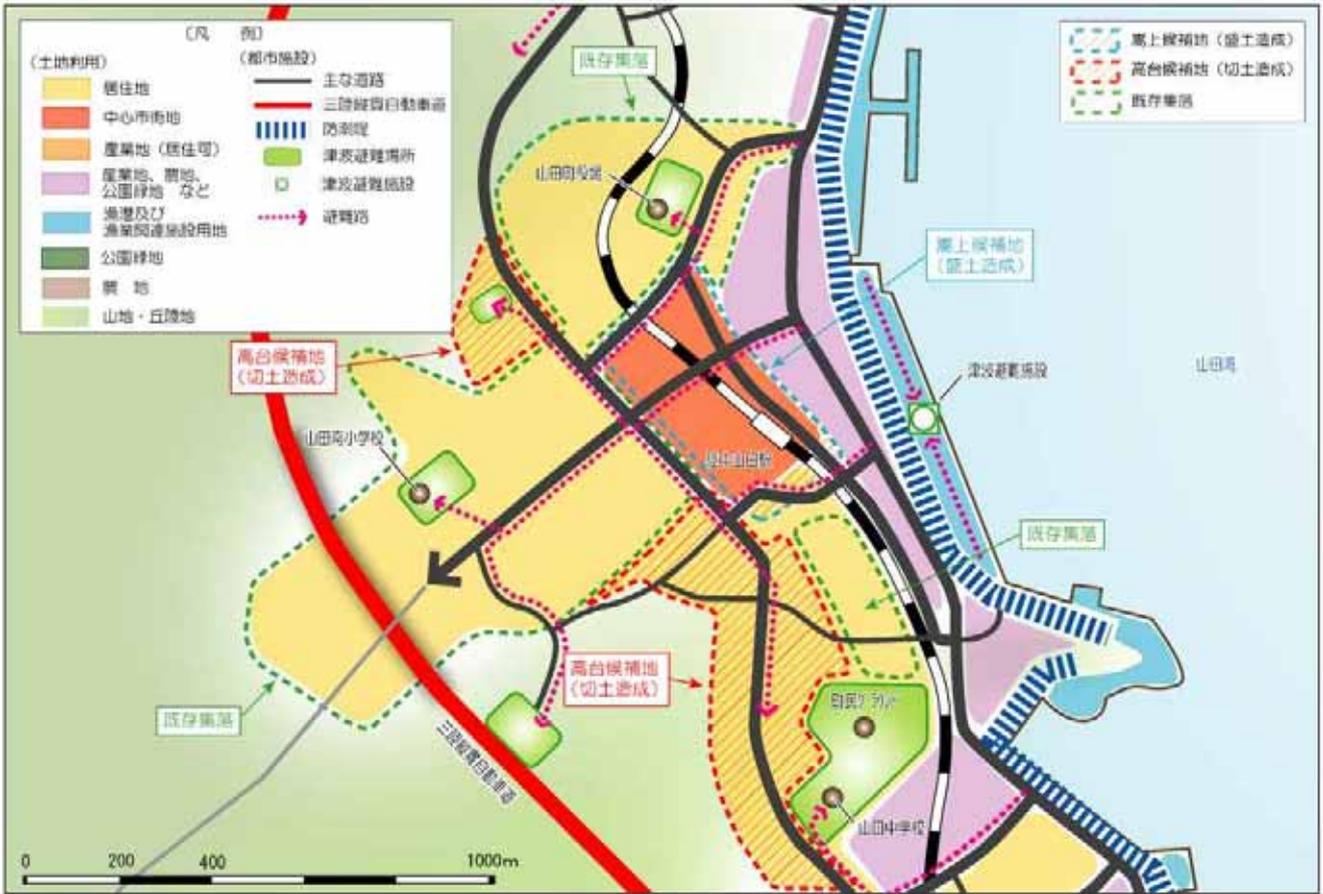 (凡 例)
(土地利用)
居住地
中心市街地
産業地(居住可)
産業地、農地、
公園緑地 など
漁港及び
漁業関連施設用地
公園緑地
農 地
山地・丘陵地
(都市施設)
主な道路
三陸縦貫自動車道
防潮堤
津波避難場所
津波避難施設
避難路
嵩上候補地(盛土造成)
高台候補地(切土造成)
既存集落
既存集落
山田町役場
嵩上候補地
(盛土造成)
高台候補地
(切土造成)
津波避難施設
山田湾
山田南小学校
陸中山田駅
既存集落
高台候補地
(切土造成)
既存集落
三陸縦貫自動車道
町民グラウンド
山田中学校
0 200 400 1000m